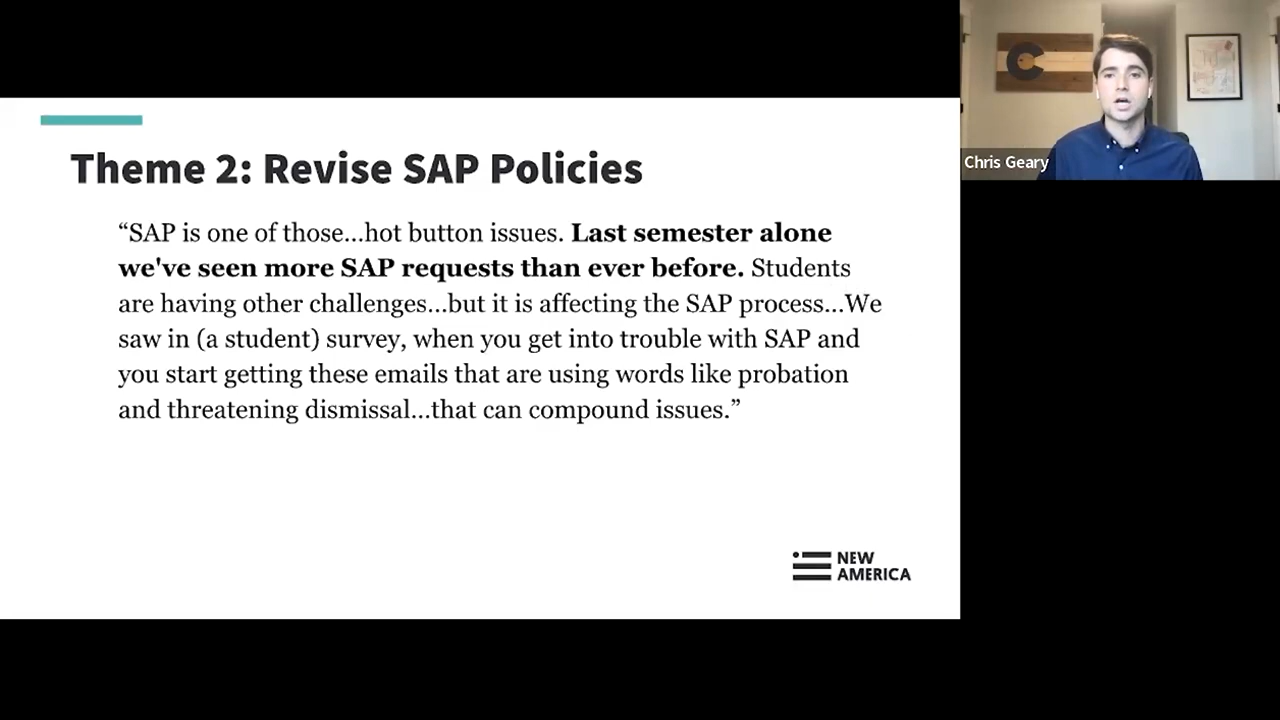 Theme 2: Revise SAP Policies
“SAP is one of those...hot button issues. Last semester alone
we've seen more SAP requests than ever before. Students
are having other challenges...but it is affecting the SAP process...We
saw in (a student) survey, when you get into trouble with SAP and
you start getting these emails that are using words like probation
and threatening dismissal...that can compound issues.”
NEW
AMERICA
Chris Geary